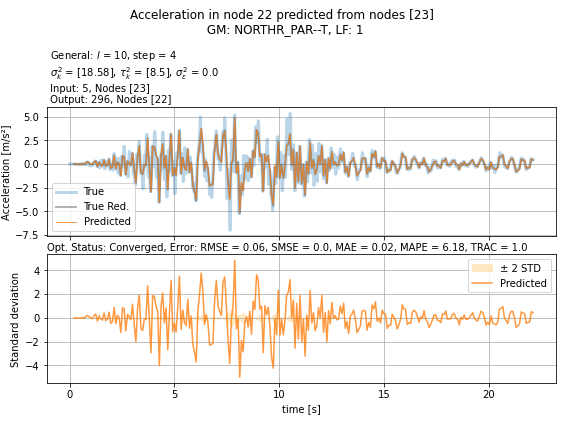 Acceleration in node 22 predicted from nodes [23]
GM: NORTHR_PAR--T, LF: 1
General: l = 10, step = 4
σ²ₖ = [18.58], τ²ₖ = [8.5], σ²ε = 0.0
Input: 5, Nodes [23]
Output: 296, Nodes [22]
Acceleration [m/s²]
5.0
2.5
0.0
−2.5
−5.0
−7.5
True
True Red.
Predicted
Opt. Status: Converged, Error: RMSE = 0.06, SMSE = 0.0, MAE = 0.02, MAPE = 6.18, TRAC = 1.0
Standard deviation
4
2
0
−2
−4
± 2 STD
Predicted
0 5 10 15 20
time [s]